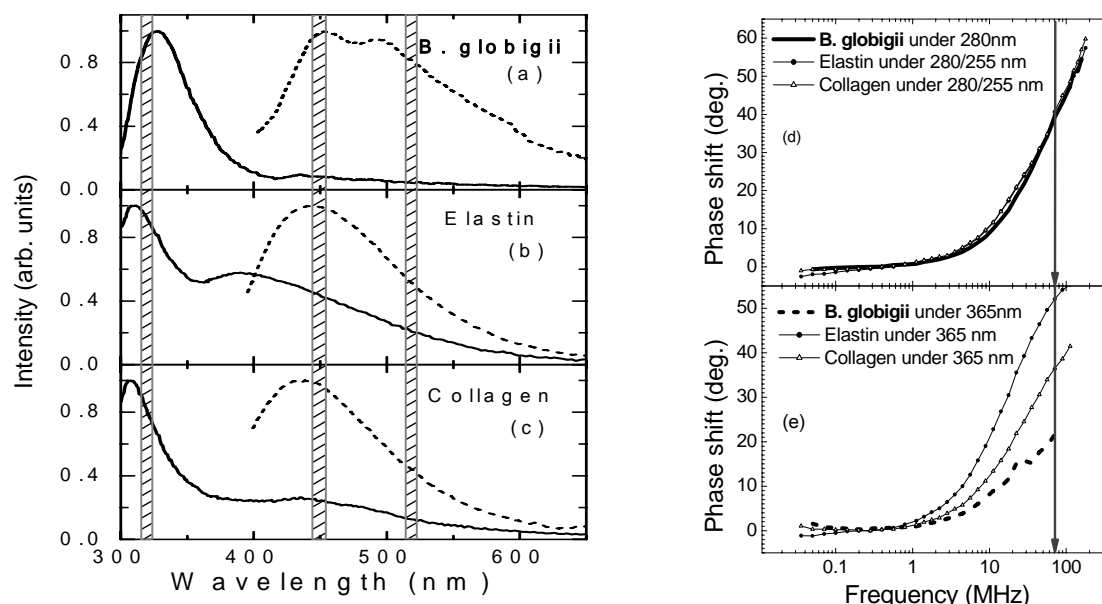 B. globigii
(a)
0.8
0.4
0.0
Elastin
(b)
0.8
0.4
0.0
Collagen
(c)
0.8
0.4
0.0
300 400 500 600
Wavelength (nm)
Intensity (arb. units)
B. globigii under 280nm
Elastin under 280/255 nm
Collagen under 280/255 nm
(d)
60
50
40
30
20
10
0
Phase shift (deg.)
B. globigii under 365nm
Elastin under 365 nm
Collagen under 365 nm
(e)
50
40
30
20
10
0
Phase shift (deg.)
0.1 1 10 100
Frequency (MHz)